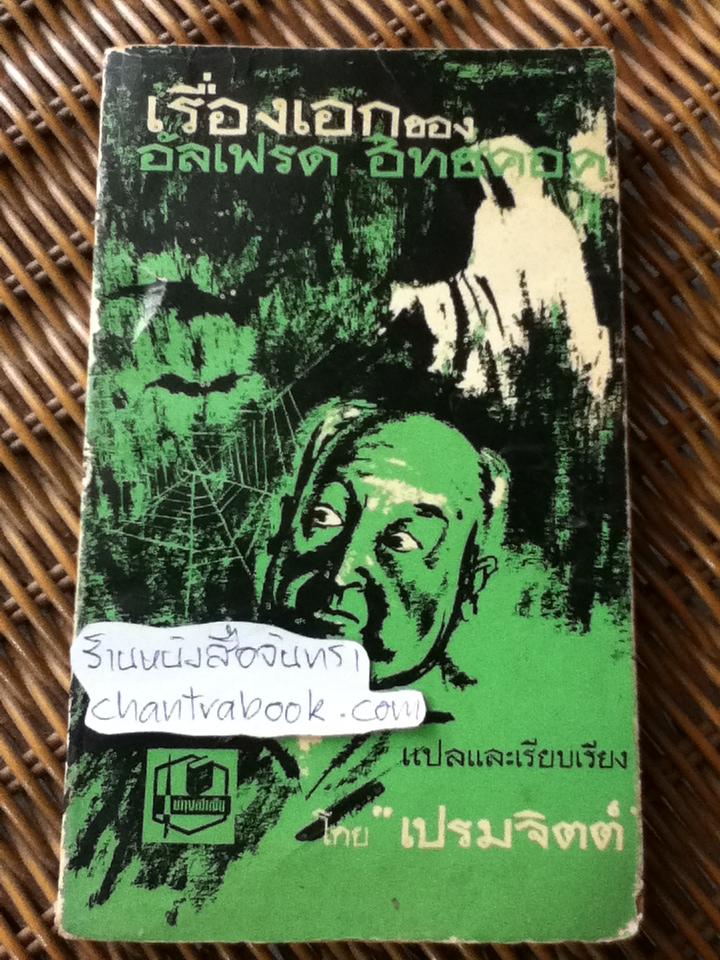 เรื่องเอกของ
อัลเฟรด ฮิทช์คอค
ร้านหนังสือจันทรา
chantrabook.com
แปลและเรียบเรียง
โดย "เปรมจิตต์"